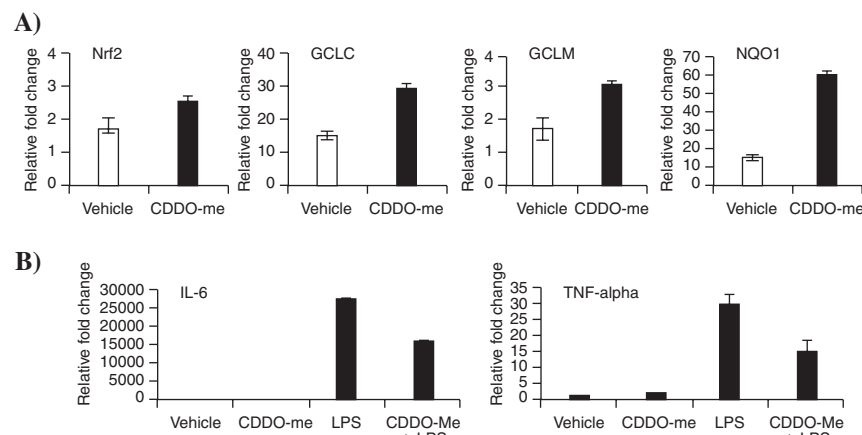 A)
Relative fold change
4
3
2
1
0
Nrf2
Vehicle CDDO-me
Relative fold change
40
30
20
10
0
GCLC
Vehicle CDDO-me
Relative fold change
4
3
2
1
0
GCLM
Vehicle CDDO-me
Relative fold change
70
60
50
40
30
20
10
0
NQO1
Vehicle CDDO-me
B)
Relative fold change
30000
25000
20000
15000
10000
5000
0
IL-6
Vehicle CDDO-me LPS CDDO-Me
+ LPS
Relative fold change
35
30
25
20
15
10
5
0
TNF-alpha
Vehicle CDDO-me LPS CDDO-Me
+ LPS